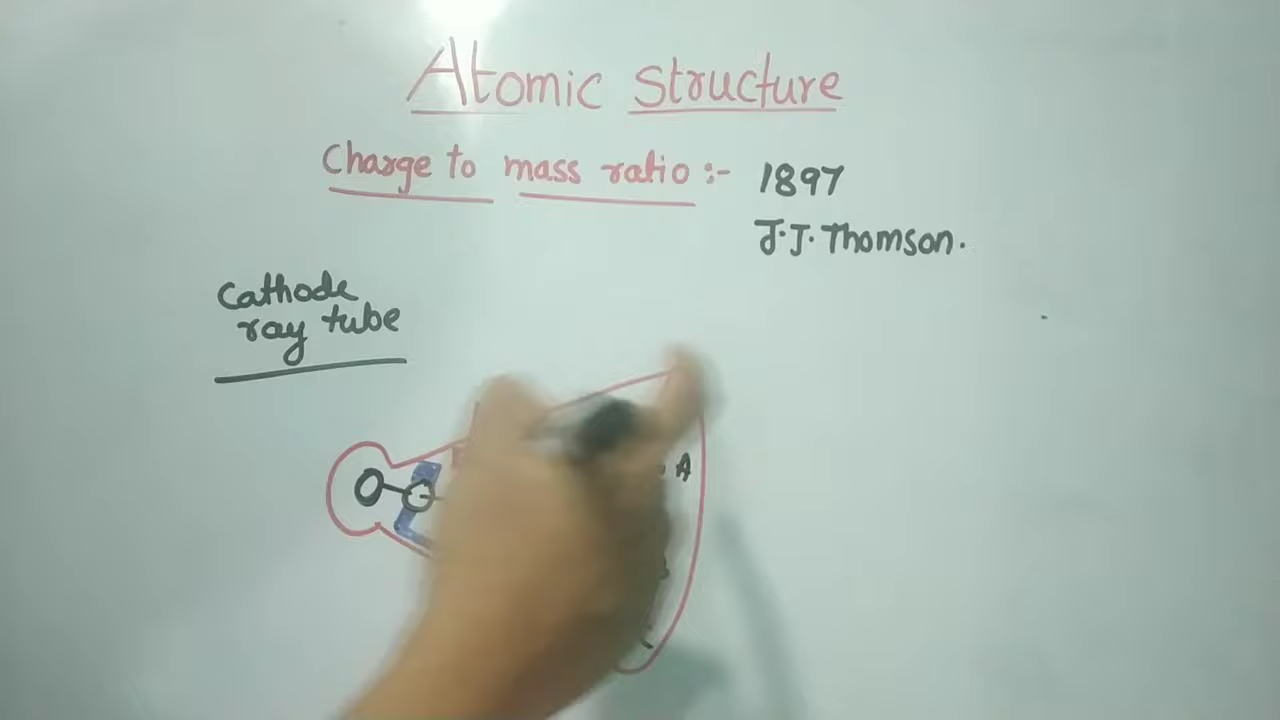 Atomic Structure
Charge to mass ratio :- 1897
J.J. Thomson.
Cathode
ray tube
A